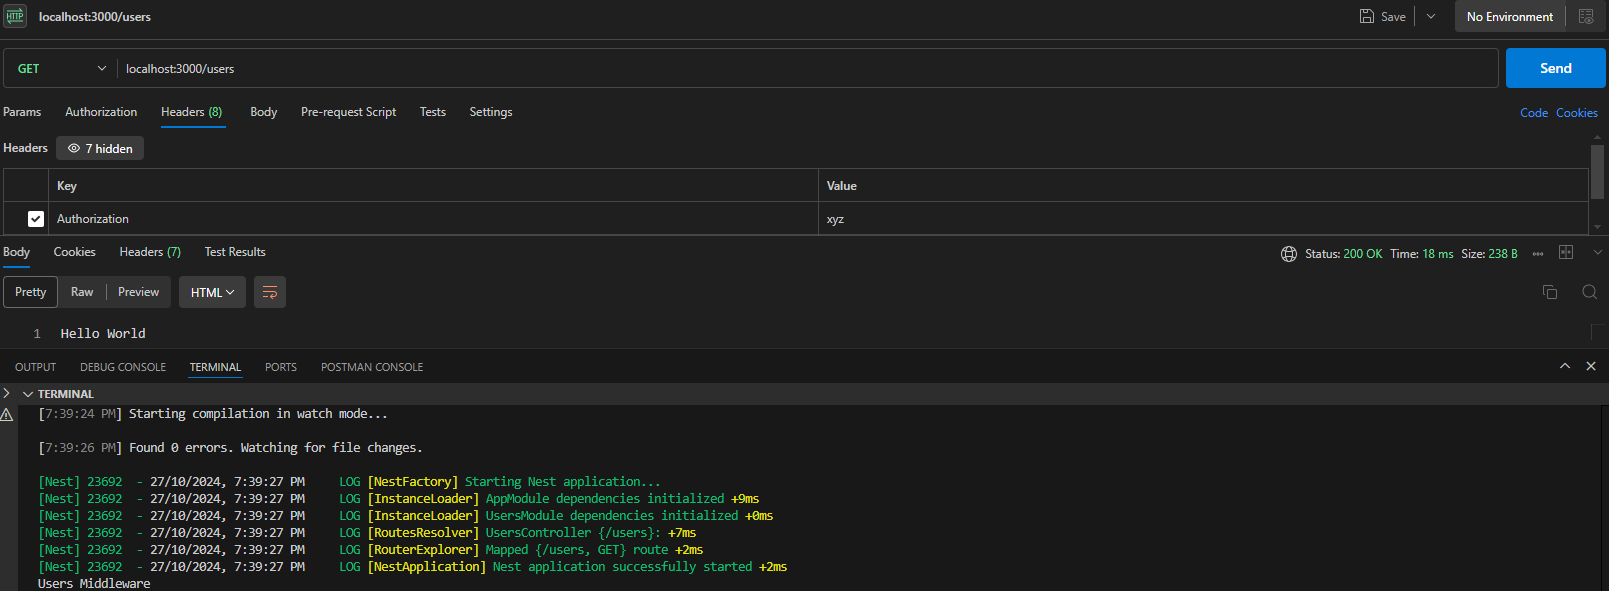 HTTP localhost:3000/users Save No Environment
GET localhost:3000/users Send
Params Authorization Headers (8) Body Pre-request Script Tests Settings Code Cookies
Headers 7 hidden
Key Value
Authorization xyz
Body Cookies Headers (7) Test Results Status: 200 OK Time: 18 ms Size: 238 B
Pretty Raw Preview HTML
1 Hello World
OUTPUT DEBUG CONSOLE TERMINAL PORTS POSTMAN CONSOLE
TERMINAL
[7:39:24 PM] Starting compilation in watch mode...
[7:39:26 PM] Found 0 errors. Watching for file changes.
[Nest] 23692  - 27/10/2024, 7:39:27 PM     LOG [NestFactory] Starting Nest application...
[Nest] 23692  - 27/10/2024, 7:39:27 PM     LOG [InstanceLoader] AppModule dependencies initialized +9ms
[Nest] 23692  - 27/10/2024, 7:39:27 PM     LOG [InstanceLoader] UsersModule dependencies initialized +0ms
[Nest] 23692  - 27/10/2024, 7:39:27 PM     LOG [RoutesResolver] UsersController {/users}: +7ms
[Nest] 23692  - 27/10/2024, 7:39:27 PM     LOG [RouterExplorer] Mapped {/users, GET} route +2ms
[Nest] 23692  - 27/10/2024, 7:39:27 PM     LOG [NestApplication] Nest application successfully started +2ms
Users Middleware